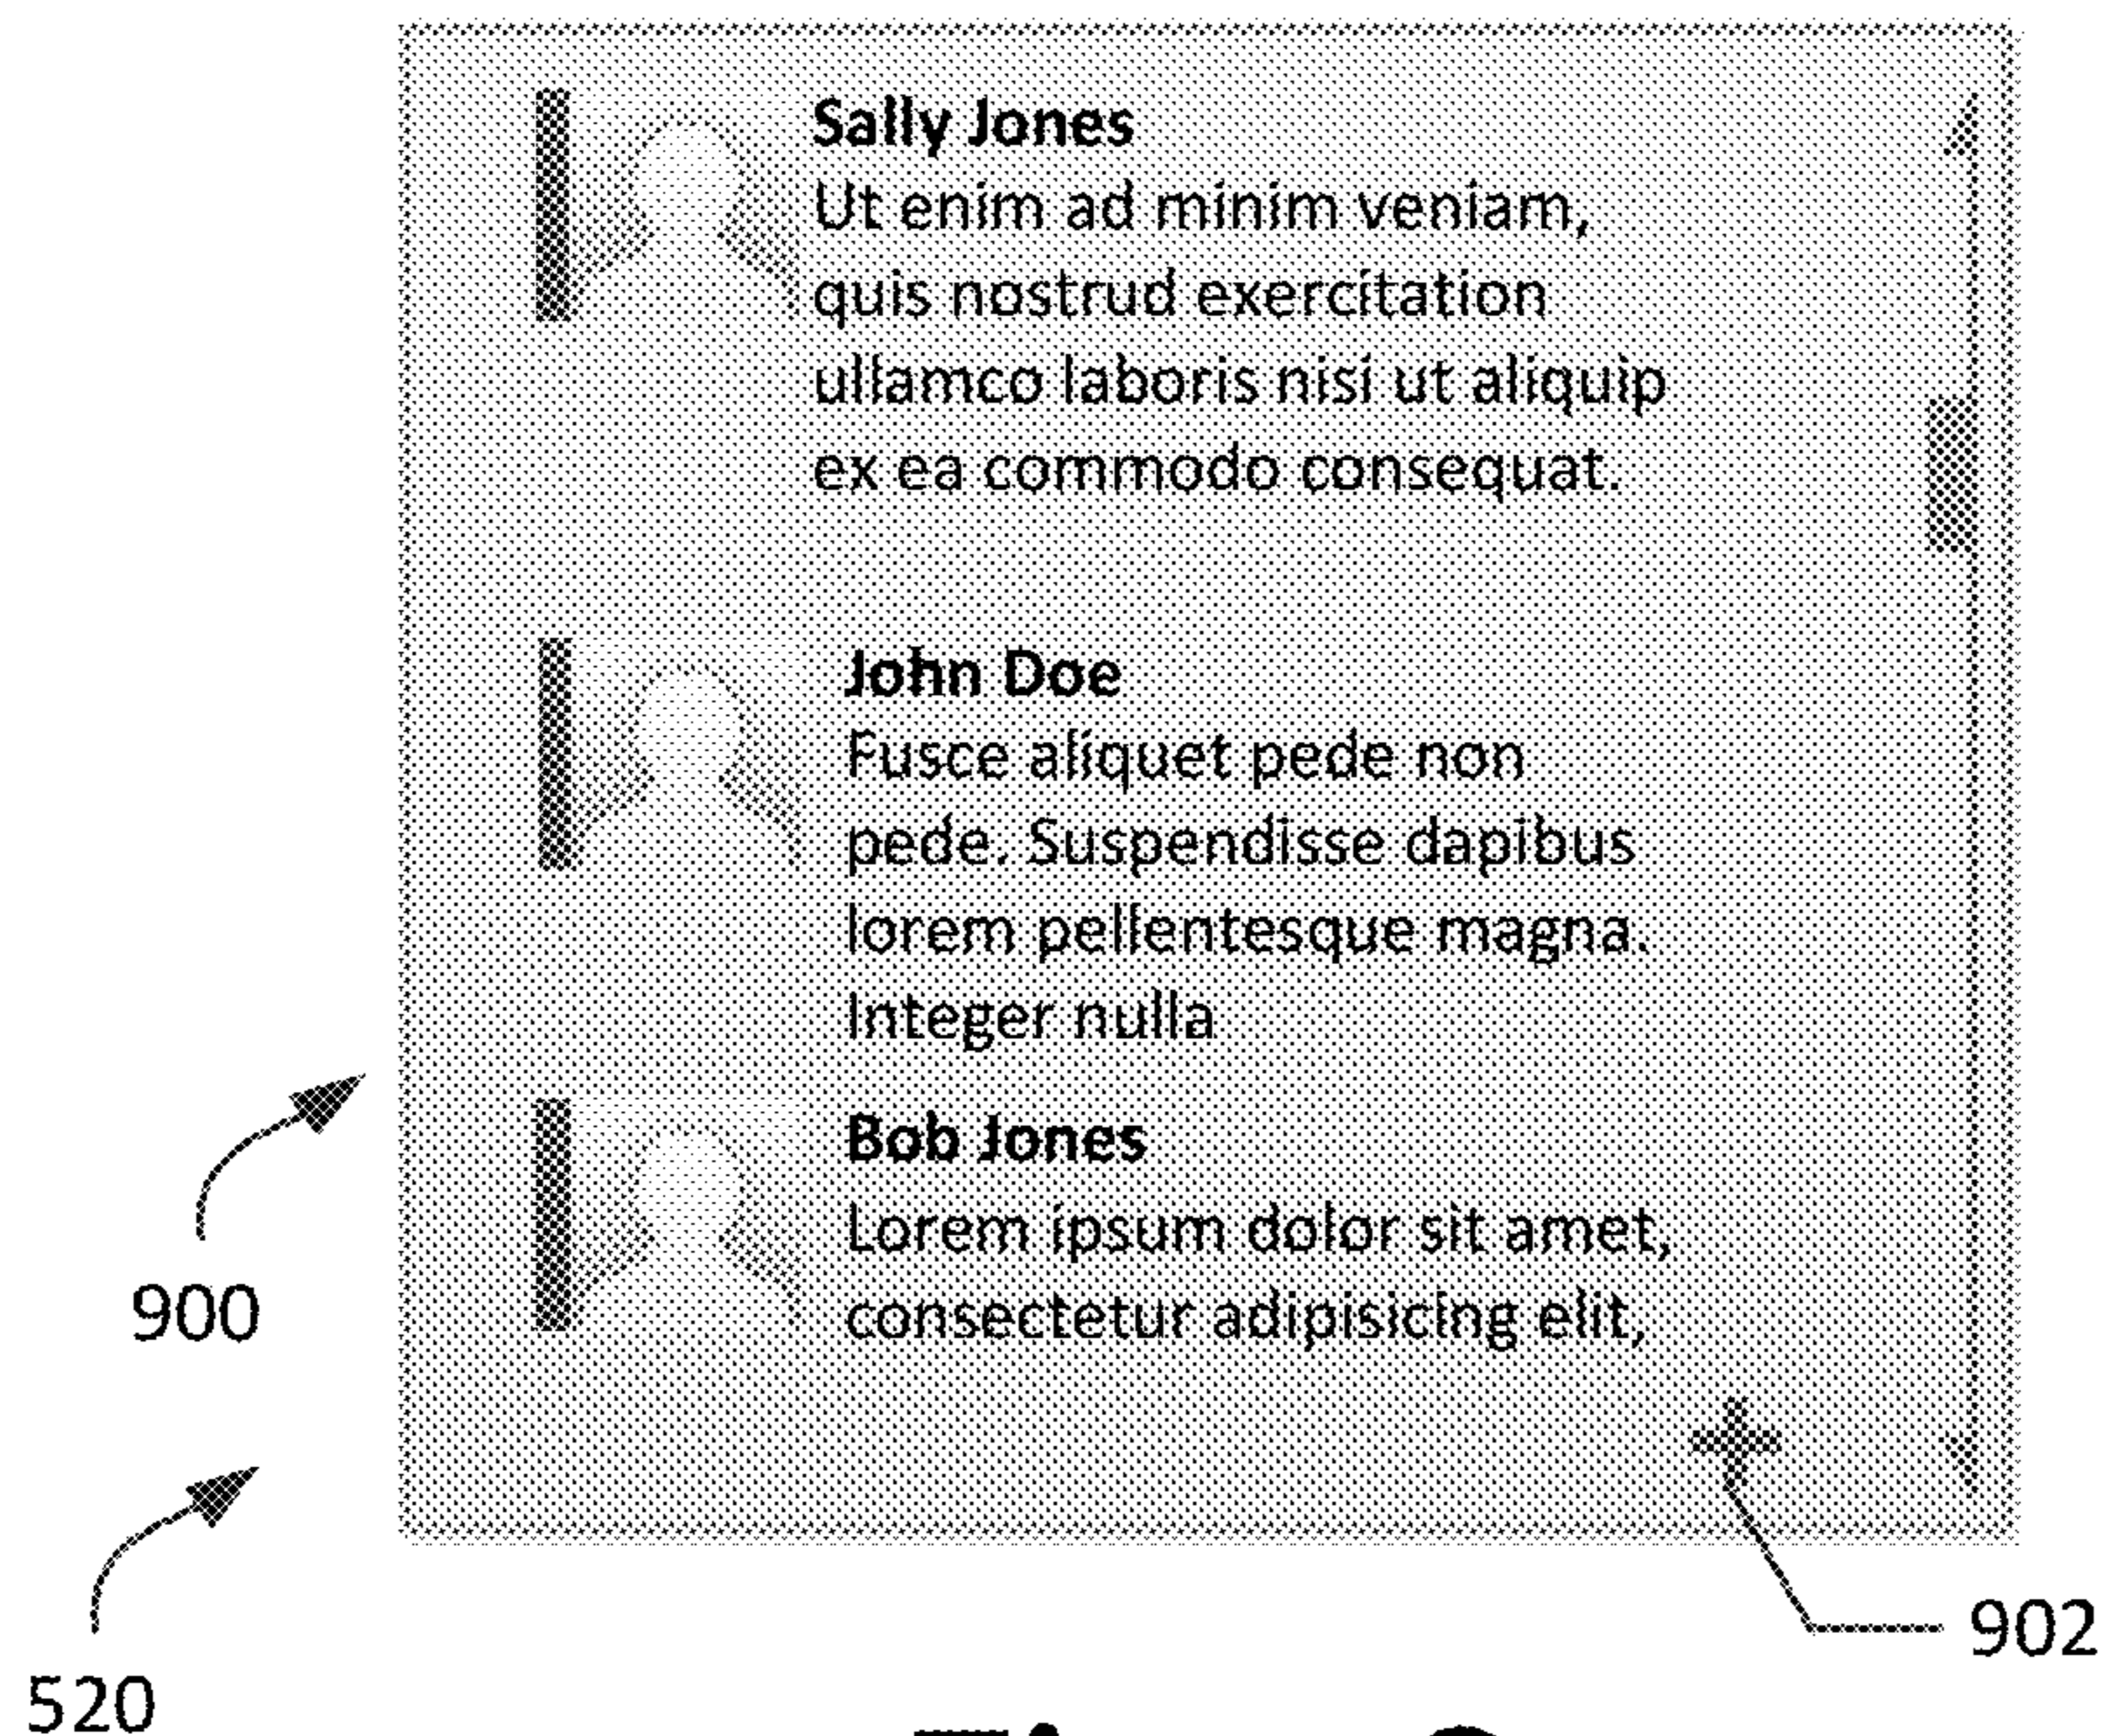 Sally Jones
Ut enim ad minim veniam,
quis nostrud exercitation
ullamco laboris nisi ut aliquip
ex ea commodo consequat.
John Doe
Fusce aliquet pede non
pede. Suspendisse dapibus
lorem pellentesque magna.
Integer nulla
Bob Jones
Lorem ipsum dolor sit amet,
consectetur adipisicing elit,
900
902
520